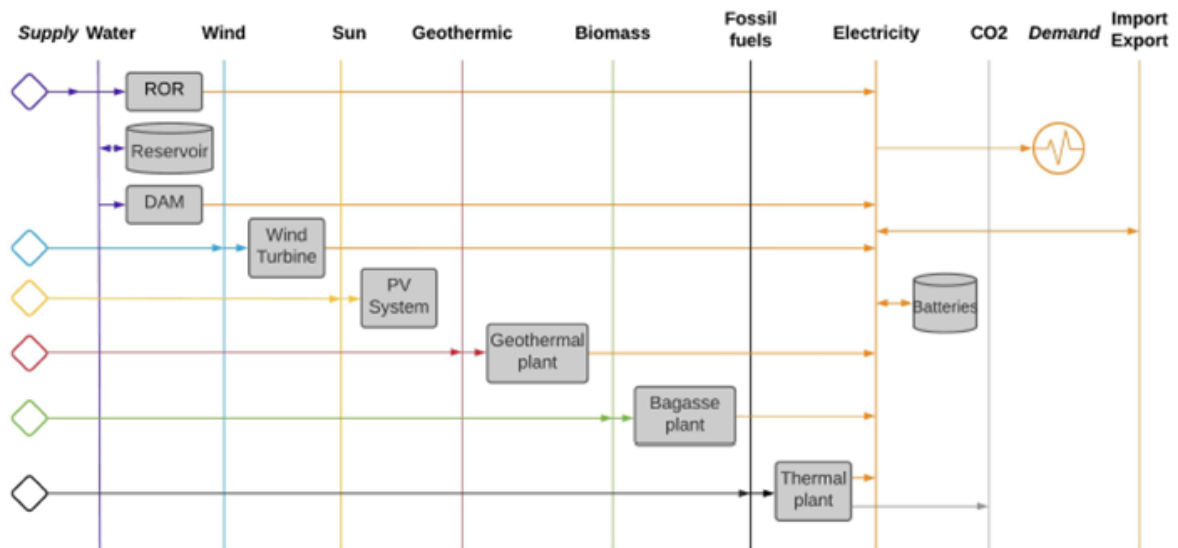 Supply Water Wind Sun Geothermic Biomass Fossil fuels Electricity CO2 Demand Import Export
ROR
Reservoir
DAM
Wind
Turbine
PV
System
Batteries
Geothermal
plant
Bagasse
plant
Thermal
plant